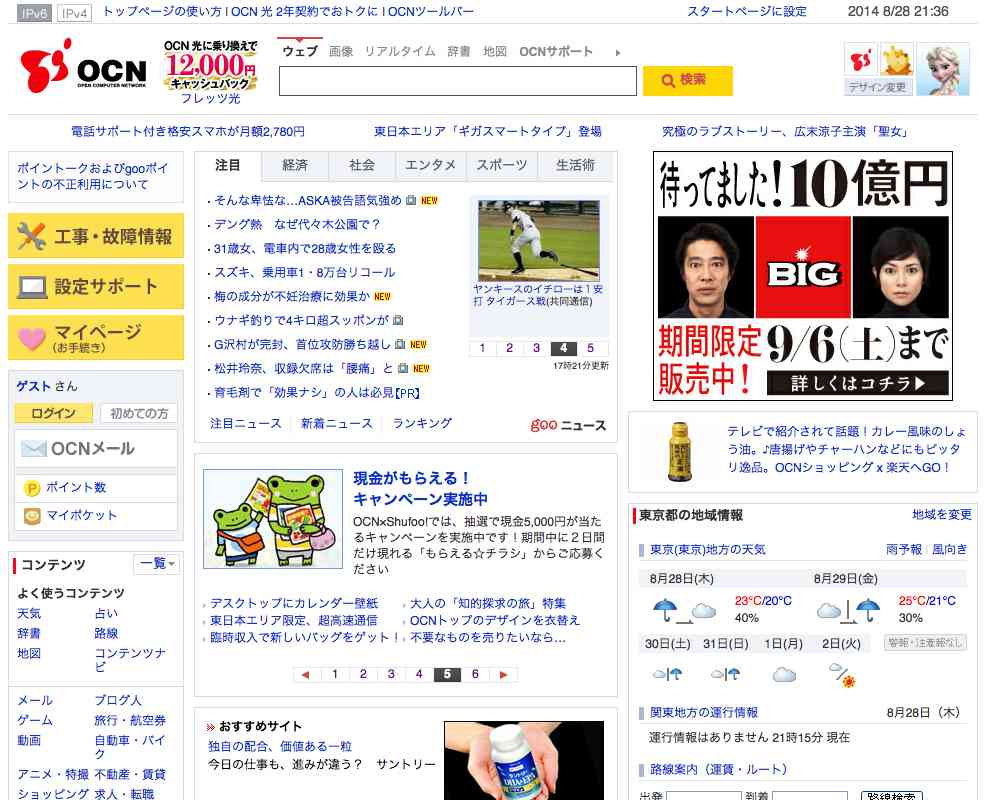 IPv6 IPv4 トップページの使い方 | OCN 光 2年契約でおトクに | OCNツールバー スタートページに設定 2014 8/28 21:36
OCN
OPEN COMPUTER NETWORK
OCN 光に乗り換えで
12,000円
キャッシュバック
フレッツ光
ウェブ 画像 リアルタイム 辞書 地図 OCNサポート
検索
デザイン変更
電話サポート付き格安スマホが月額2,780円 東日本エリア「ギガスマートタイプ」登場 究極のラブストーリー、広末涼子主演「聖女」
ポイントークおよびgooポイ
ントの不正利用について
工事・故障情報
設定サポート
マイページ
(お手続き)
ゲスト さん
ログイン 初めての方
OCNメール
P ポイント数
マイポケット
コンテンツ 一覧
よく使うコンテンツ
天気 占い
辞書 路線
地図 コンテンツナ
ビ
メール ブログ人
ゲーム 旅行・航空券
動画 自動車・バイ
ク
アニメ・特撮 不動産・賃貸
ショッピング 求人・転職
注目 経済 社会 エンタメ スポーツ 生活術
・そんな卑怯な…ASKA被告語気強め NEW
・デング熱 なぜ代々木公園で？
・31歳女、電車内で28歳女性を殴る
・スズキ、乗用車1・8万台リコール
・梅の成分が不妊治療に効果か NEW
・ウナギ釣りで4キロ超スッポンが
・G沢村が完封、首位攻防勝ち越し NEW
・松井玲奈、収録欠席は「腰痛」と NEW
・育毛剤で「効果ナシ」の人は必見[PR]
ヤンキースのイチローは１安
打 タイガース戦(共同通信)
1 2 3 4 5
17時21分更新
注目ニュース 新着ニュース ランキング goo ニュース
現金がもらえる！
キャンペーン実施中
OCN×Shufoo!では、抽選で現金5,000円が当た
るキャンペーンを実施中です！期間中に２日間
だけ現れる「もらえる☆チラシ」からご応募く
ださい
デスクトップにカレンダー壁紙 大人の「知的探求の旅」特集
東日本エリア限定、超高速通信 OCNトップのデザインを衣替え
臨時収入で新しいバッグをゲット！ 不要なものを売りたいなら…
1 2 3 4 5 6
おすすめサイト
独自の配合、価値ある一粒
今日の仕事も、進みが違う？ サントリー
サントリー
DHA&EPA
待ってました！10億円
BIG
期間限定
販売中！
9/6(土)まで
詳しくはコチラ▶
テレビで紹介されて話題！カレー風味のしょ
う油。♪唐揚げやチャーハンなどにもピッタ
リ逸品。OCNショッピング x 楽天へGO！
東京都の地域情報 地域を変更
東京(東京)地方の天気 雨予報 | 風向き
8月28日(木) 8月29日(金)
23°C/20°C
40%
25°C/21°C
30%
30日(土) 31日(日) 1日(月) 2日(火) 警報・注意報なし
関東地方の運行情報 8月28日（木）
運行情報はありません 21時15分 現在
路線案内（運賃・ルート）
出発 到着 路線検索